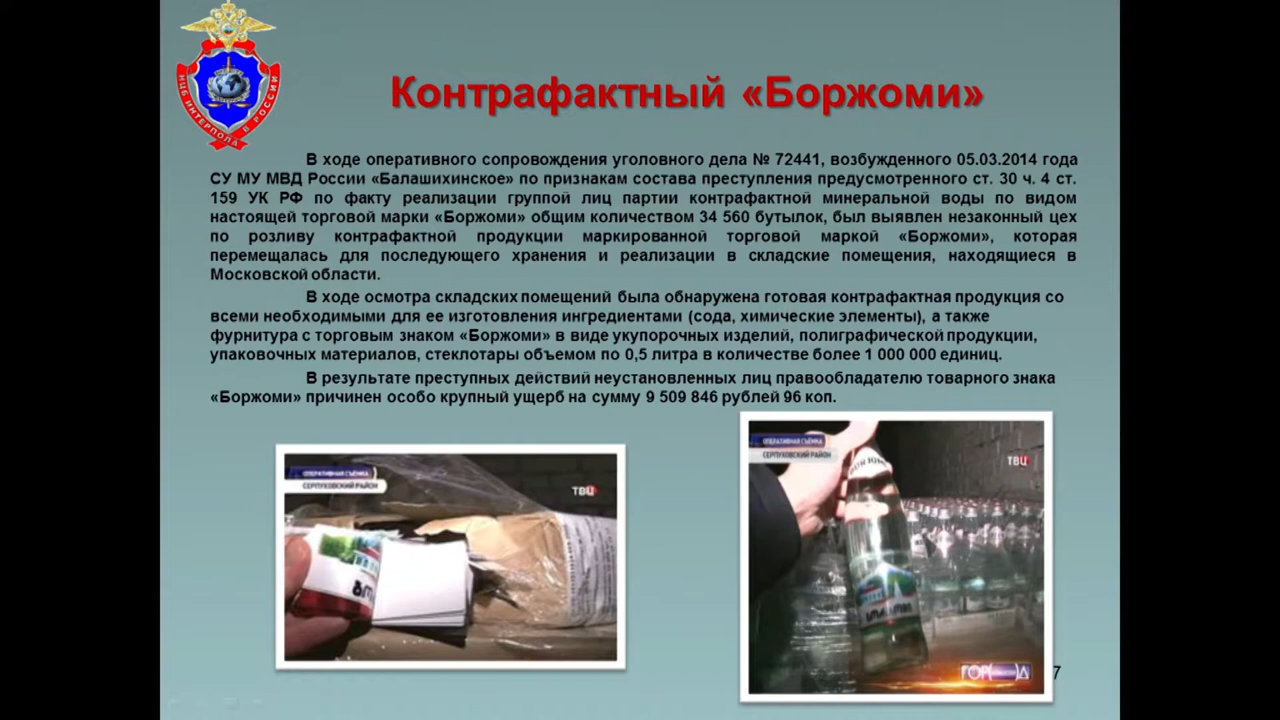 НЦБ ИНТЕРПОЛА В РОССИИ
Контрафактный «Боржоми»
В ходе оперативного сопровождения уголовного дела № 72441, возбужденного 05.03.2014 года
СУ МУ МВД России «Балашихинское» по признакам состава преступления предусмотренного ст. 30 ч. 4 ст.
159 УК РФ по факту реализации группой лиц партии контрафактной минеральной воды по видом
настоящей торговой марки «Боржоми» общим количеством 34 560 бутылок, был выявлен незаконный цех
по розливу контрафактной продукции маркированной торговой маркой «Боржоми», которая
перемещалась для последующего хранения и реализации в складские помещения, находящиеся в
Московской области.
В ходе осмотра складских помещений была обнаружена готовая контрафактная продукция со
всеми необходимыми для ее изготовления ингредиентами (сода, химические элементы), а также
фурнитура с торговым знаком «Боржоми» в виде укупорочных изделий, полиграфической продукции,
упаковочных материалов, стеклотары объемом по 0,5 литра в количестве более 1 000 000 единиц.
В результате преступных действий неустановленных лиц правообладателю товарного знака
«Боржоми» причинен особо крупный ущерб на сумму 9 509 846 рублей 96 коп.
ОПЕРАТИВНАЯ СЪЁМКА
СЕРПУХОВСКИЙ РАЙОН
ТВЦ
ОПЕРАТИВНАЯ СЪЁМКА
СЕРПУХОВСКИЙ РАЙОН
ТВЦ
7